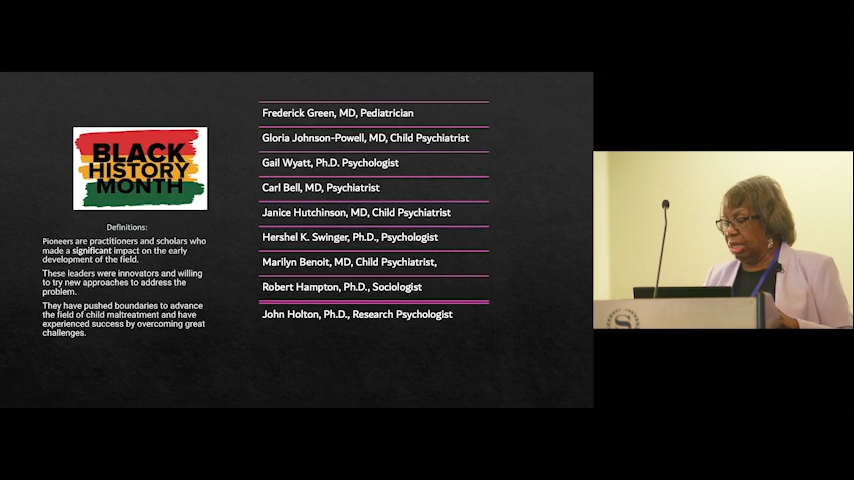 BLACK
HISTORY
MONTH
Definitions:
Pioneers are practitioners and scholars who
made a significant impact on the early
development of the field.
These leaders were innovators and willing
to try new approaches to address the
problem.
They have pushed boundaries to advance
the field of child maltreatment and have
experienced success by overcoming great
challenges.
Frederick Green, MD, Pediatrician
Gloria Johnson-Powell, MD, Child Psychiatrist
Gail Wyatt, Ph.D. Psychologist
Carl Bell, MD, Psychiatrist
Janice Hutchinson, MD, Child Psychiatrist
Hershel K. Swinger, Ph.D., Psychologist
Marilyn Benoit, MD, Child Psychiatrist,
Robert Hampton, Ph.D., Sociologist
John Holton, Ph.D., Research Psychologist